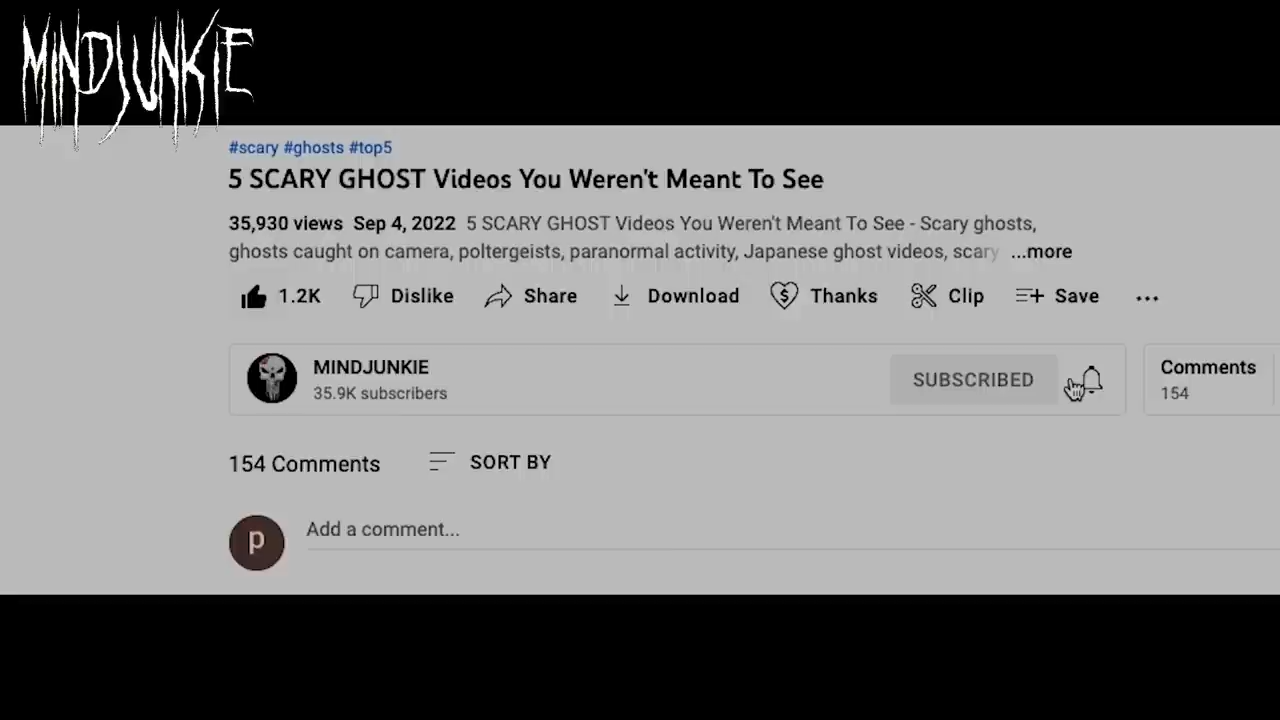 MINDJUNKIE
#scary #ghosts #top5
5 SCARY GHOST Videos You Weren't Meant To See
35,930 views Sep 4, 2022 5 SCARY GHOST Videos You Weren't Meant To See - Scary ghosts,
ghosts caught on camera, poltergeists, paranormal activity, Japanese ghost videos, scary ...more
1.2K Dislike Share Download Thanks Clip Save
MINDJUNKIE
35.9K subscribers
SUBSCRIBED
Comments
154
154 Comments SORT BY
p
Add a comment...